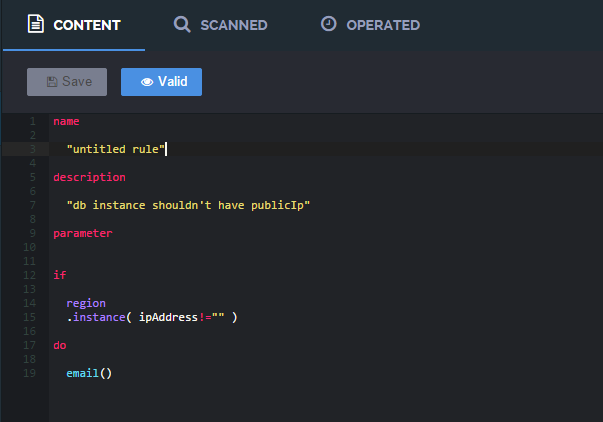 CONTENT SCANNED OPERATED
Save Valid
1 name
2
3 "untitled rule"
4
5 description
6
7 "db instance shouldn't have publicIp"
8
9 parameter
10
11
12 if
13
14 region
15 .instance( ipAddress!="" )
16
17 do
18
19 email()